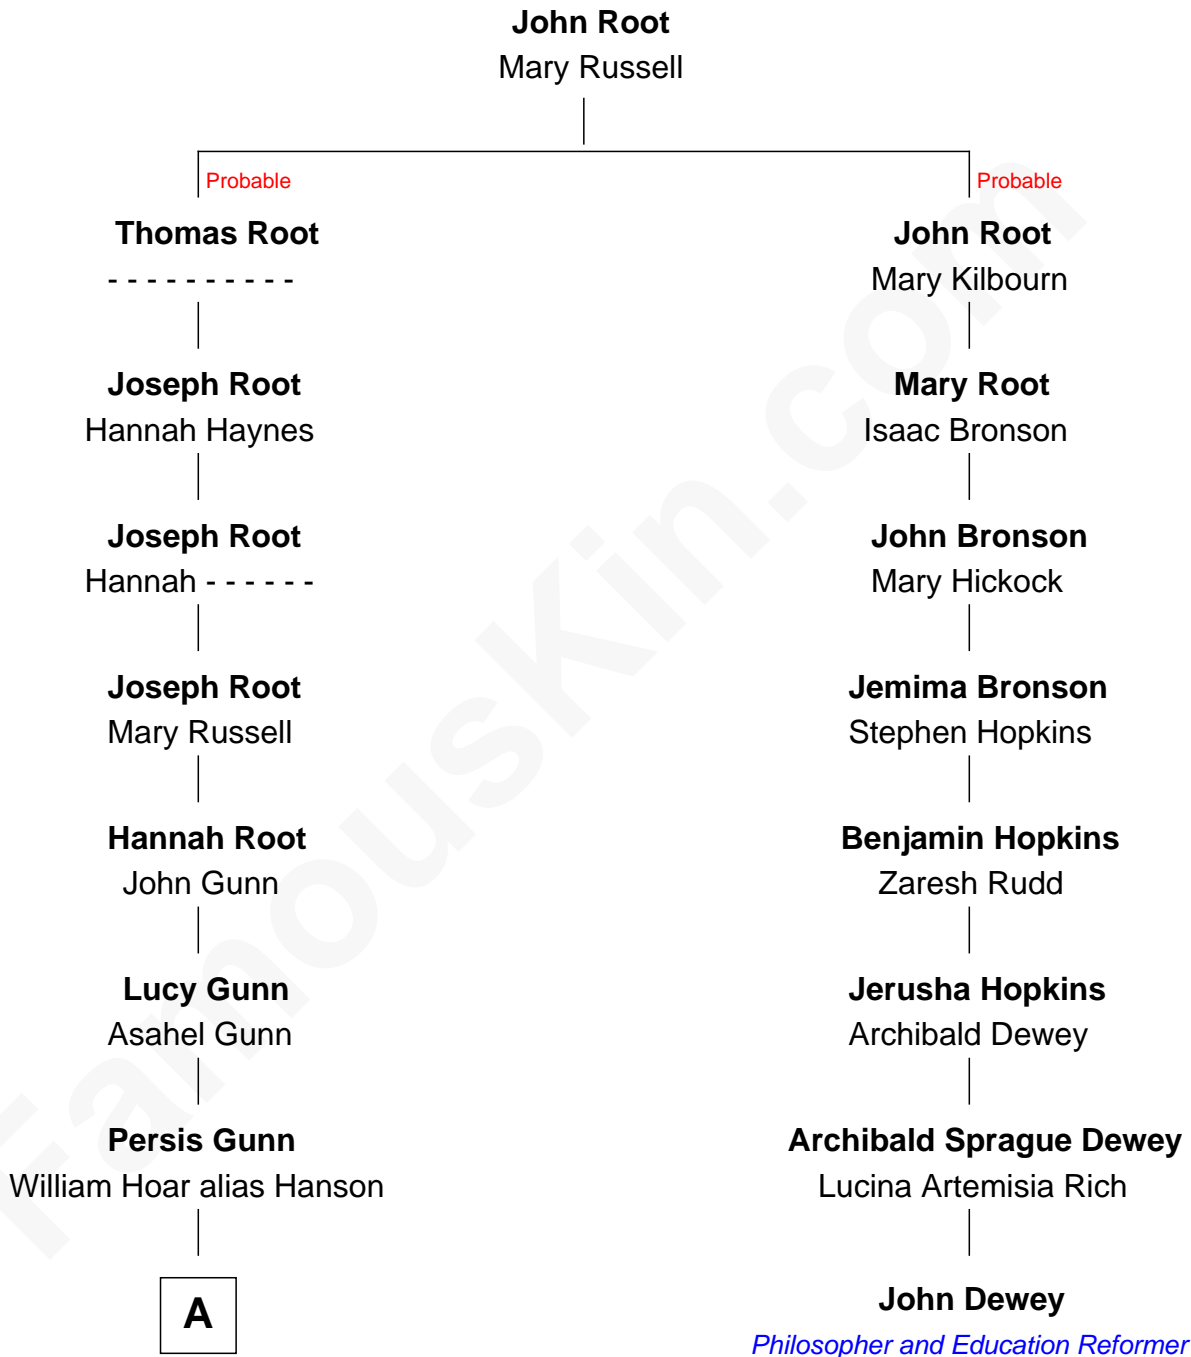 John Root
Mary Russell
Probable
Probable
Thomas Root
- - - - - - - - - -
John Root
Mary Kilbourn
Joseph Root
Hannah Haynes
Mary Root
Isaac Bronson
Joseph Root
Hannah - - - - - -
John Bronson
Mary Hickock
Joseph Root
Mary Russell
Jemima Bronson
Stephen Hopkins
Hannah Root
John Gunn
Benjamin Hopkins
Zaresh Rudd
Lucy Gunn
Asahel Gunn
Jerusha Hopkins
Archibald Dewey
Persis Gunn
William Hoar alias Hanson
Archibald Sprague Dewey
Lucina Artemisia Rich
A
John Dewey
Philosopher and Education Reformer
FamousKin.com